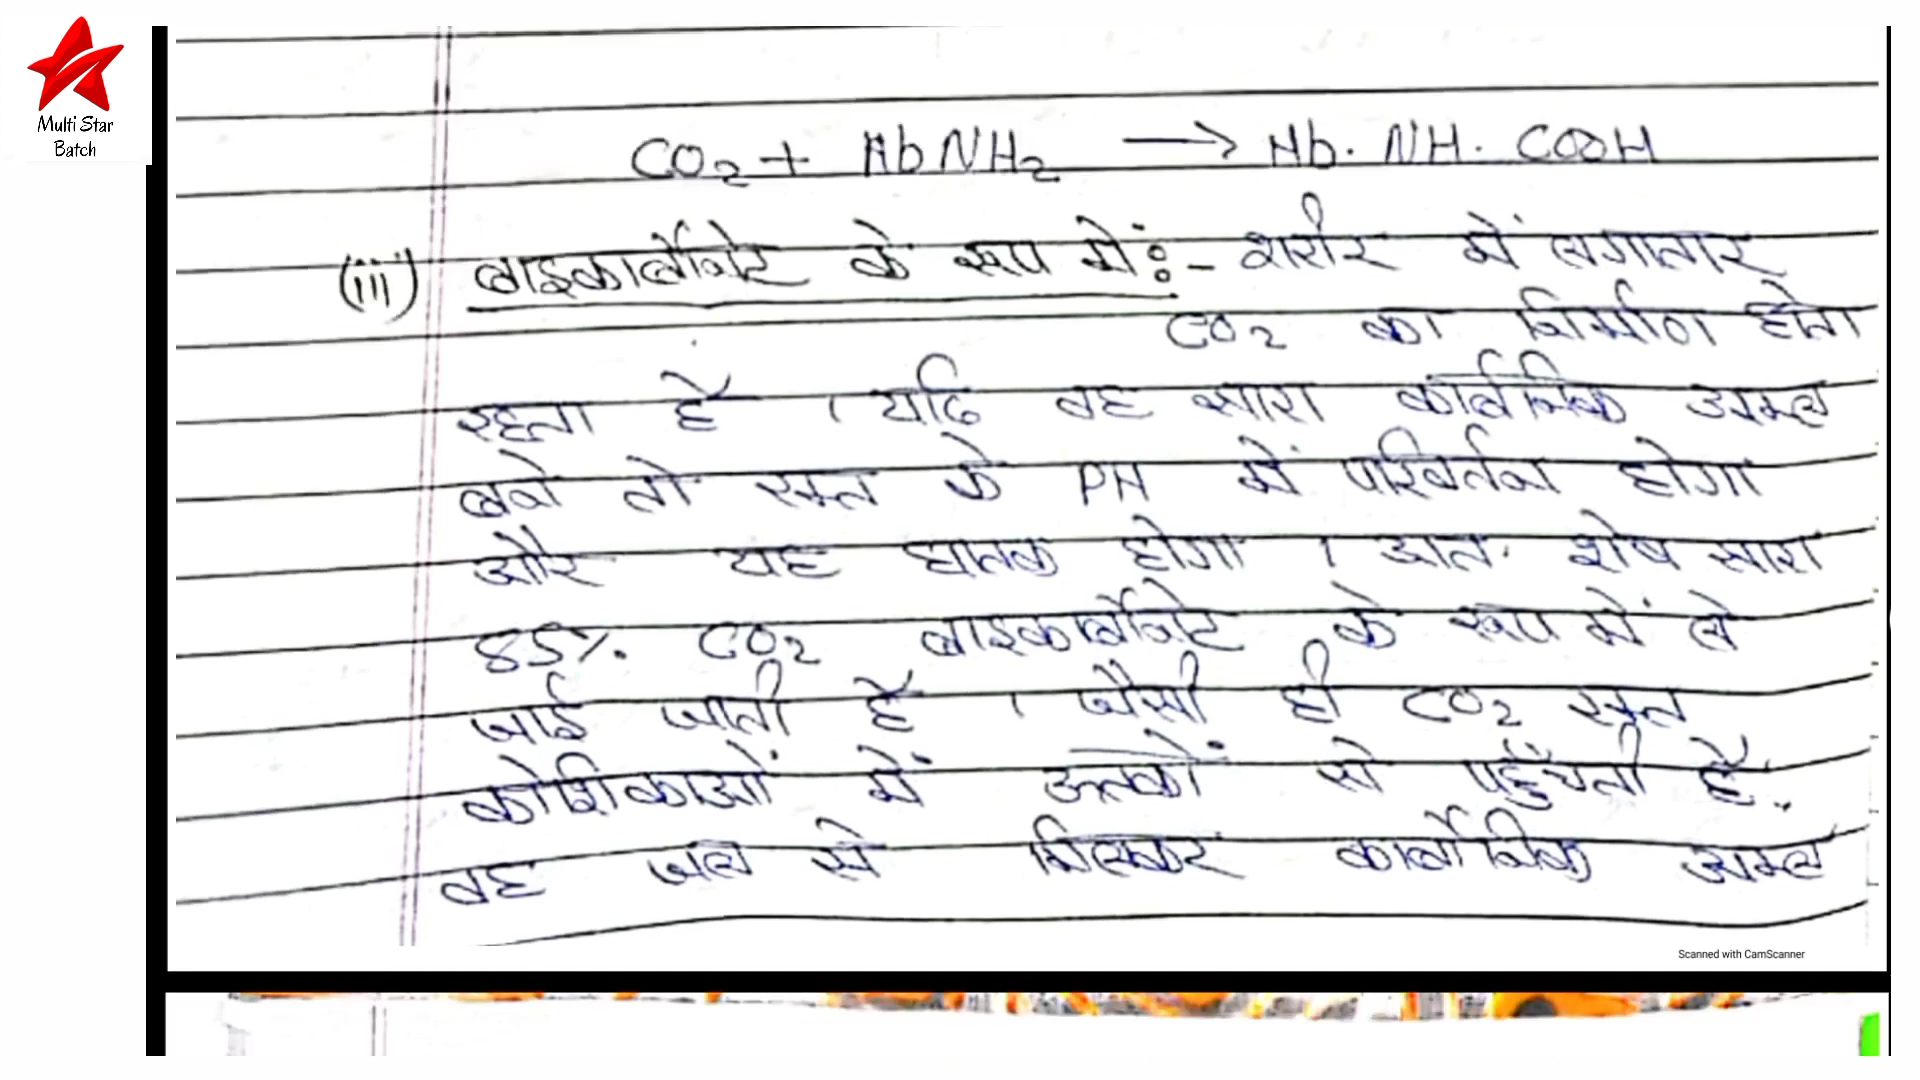 Multi Star
Batch
CO₂ + HbNH₂ → Hb. NH. COOH
(iii) बाइकार्बोनेट के रूप में:- शरीर में लगातार
CO₂ का निर्माण होता
रहता है । यदि वह सारा कार्बनिक अम्ल
बने तो रक्त के PH में परिवर्तन होगा
और यह घातक होगा । अतः शेष सारा
85%. CO₂ बाइकार्बोनेट के रूप में ले
जाई जाती है । जैसी ही CO₂ रक्त
कोशिकाओं में ऊतकों से पहुँचती है.
वह जल से मिलकर कार्बोनिक अम्ल
Scanned with CamScanner